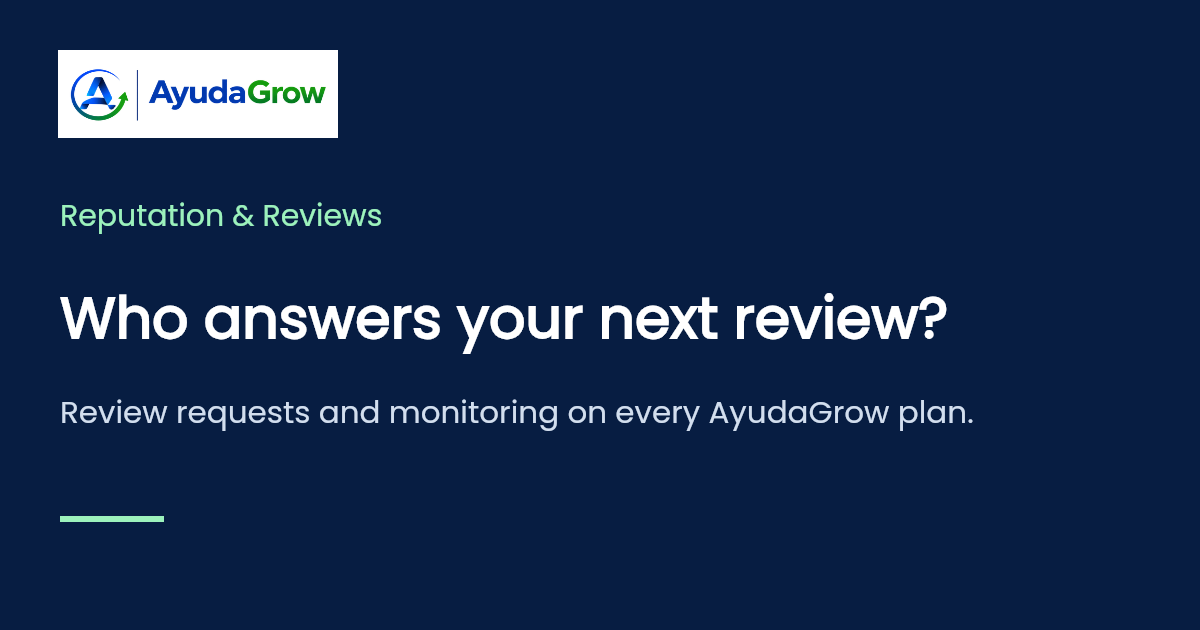 AyudaGrow
Reputation & Reviews
Who answers your next review?
Review requests and monitoring on every AyudaGrow plan.